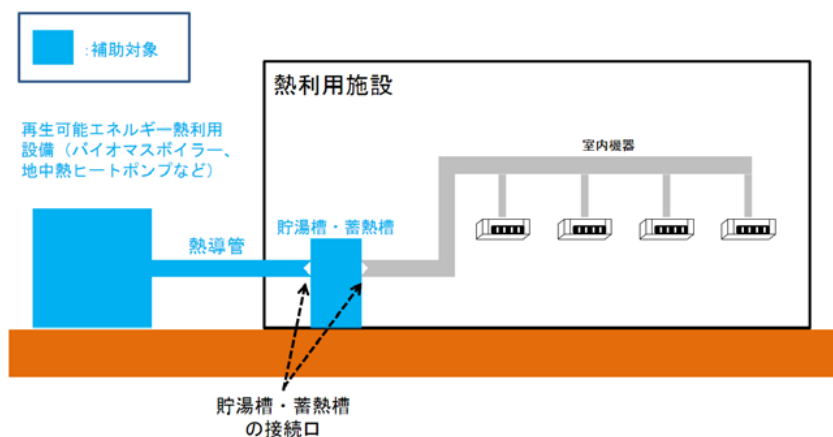 :補助対象
熱利用施設
再生可能エネルギー熱利用
設備（バイオマスボイラー、
地中熱ヒートポンプなど）
室内機器
貯湯槽・蓄熱槽
熱導管
貯湯槽・蓄熱槽
の接続口